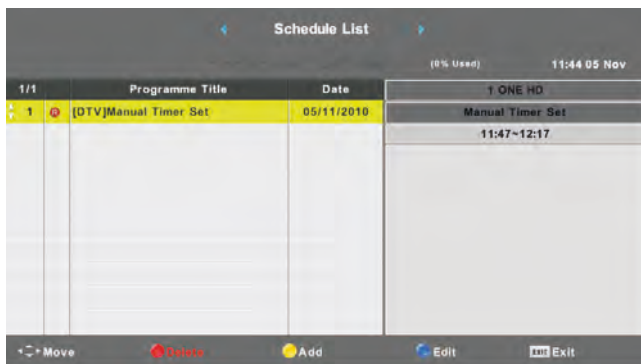 Schedule List
(0% Used) 11:44 05 Nov
1/1 Programme Title Date 1 ONE HD
1 R [DTV]Manual Timer Set 05/11/2010 Manual Timer Set
11:47~12:17
Move Delete Add Edit EXIT Exit